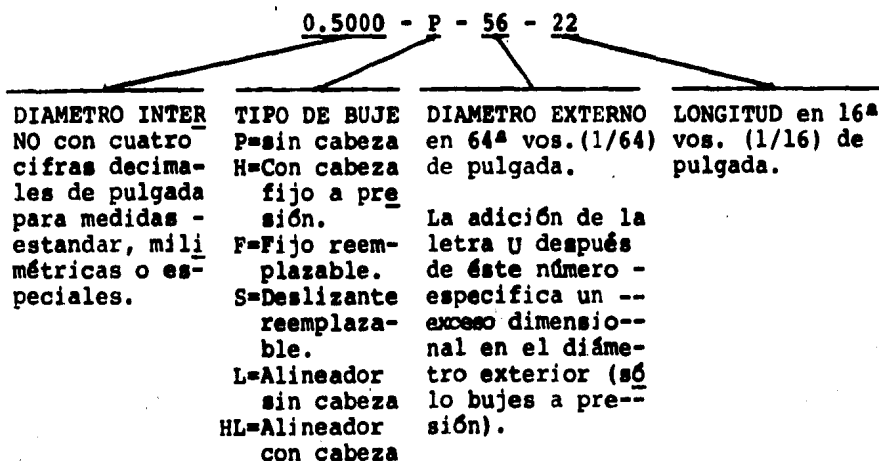 0.5000 - P - 56 - 22
DIAMETRO INTER
NO con cuatro
cifras decima-
les de pulgada
para medidas -
estandar, mili
métricas o es-
peciales.
TIPO DE BUJE
P=sin cabeza
H=Con cabeza
fijo a pre
sión.
F=Fijo reem-
plazable.
S=Deslizante
reemplaza-
ble.
L=Alineador
sin cabeza
HL=Alineador
con cabeza
DIAMETRO EXTERNO
en 64ª vos.(1/64)
de pulgada.
La adición de la
letra U después
de éste número -
especifica un --
exceso dimensio--
nal en el diáme-
tro exterior (só
lo bujes a pre--
sión).
LONGITUD en 16ª
vos. (1/16) de
pulgada.